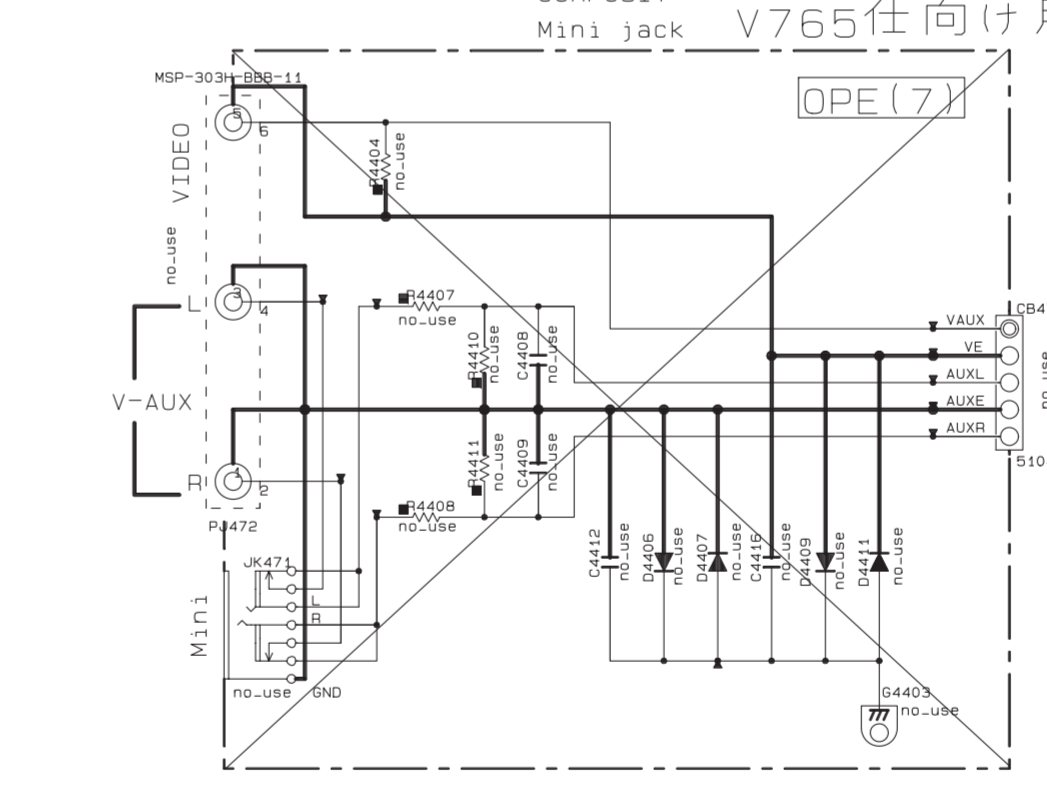 Mini jack
V765仕向け
MSP-303H-BBB-11
OPE(7)
VIDEO
no_use
5
6
R4404
no_use
L
3
4
R4407
no_use
R4410
no_use
C4408
no_use
V-AUX
VAUX
VE
AUXL
AUXE
AUXR
R
1
2
R4411
no_use
C4409
no_use
R4408
no_use
PJ472
C4412
no_use
D4406
no_use
D4407
no_use
C4416
no_use
D4409
no_use
D4411
no_use
JK471
Mini
L
R
no_use
GND
G4403
no_use